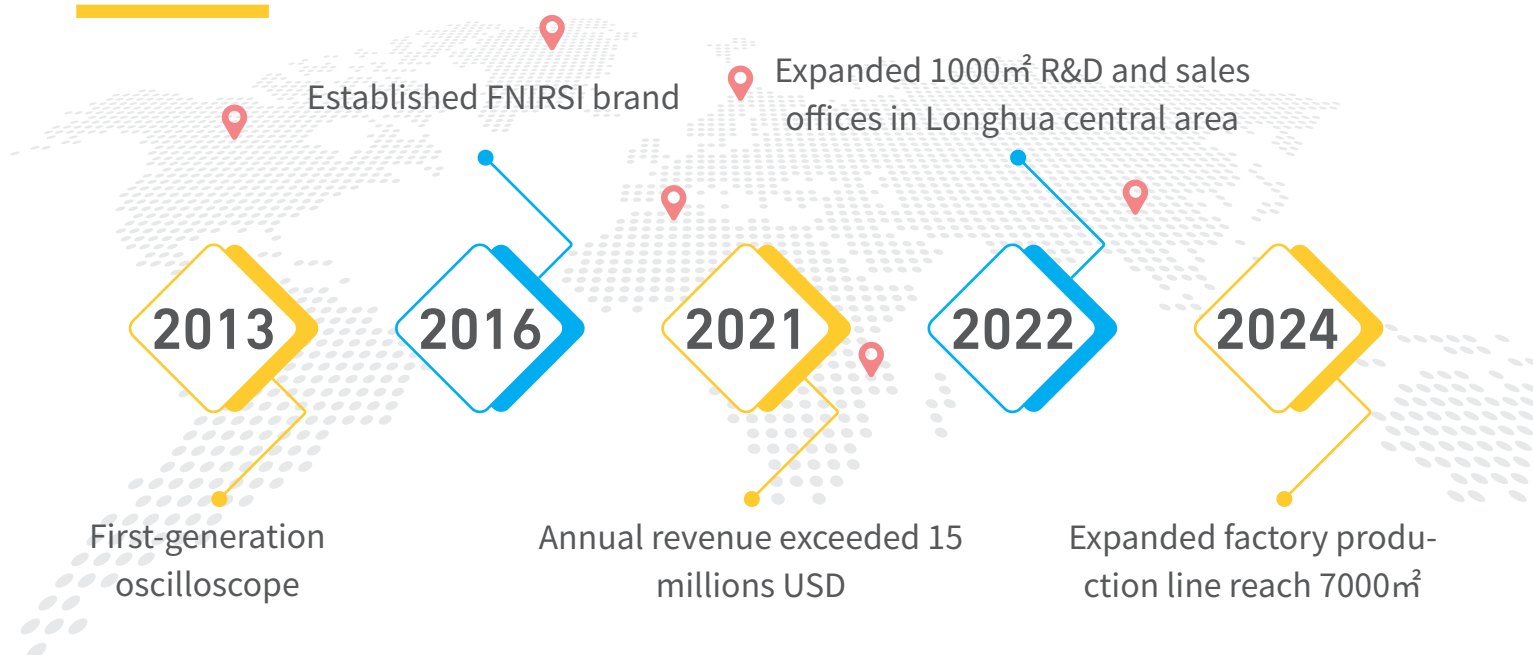 Established FNIRSI brand
Expanded 1000㎡ R&D and sales
offices in Longhua central area
2013
2016
2021
2022
2024
First-generation
oscilloscope
Annual revenue exceeded 15
millions USD
Expanded factory produ-
ction line reach 7000㎡